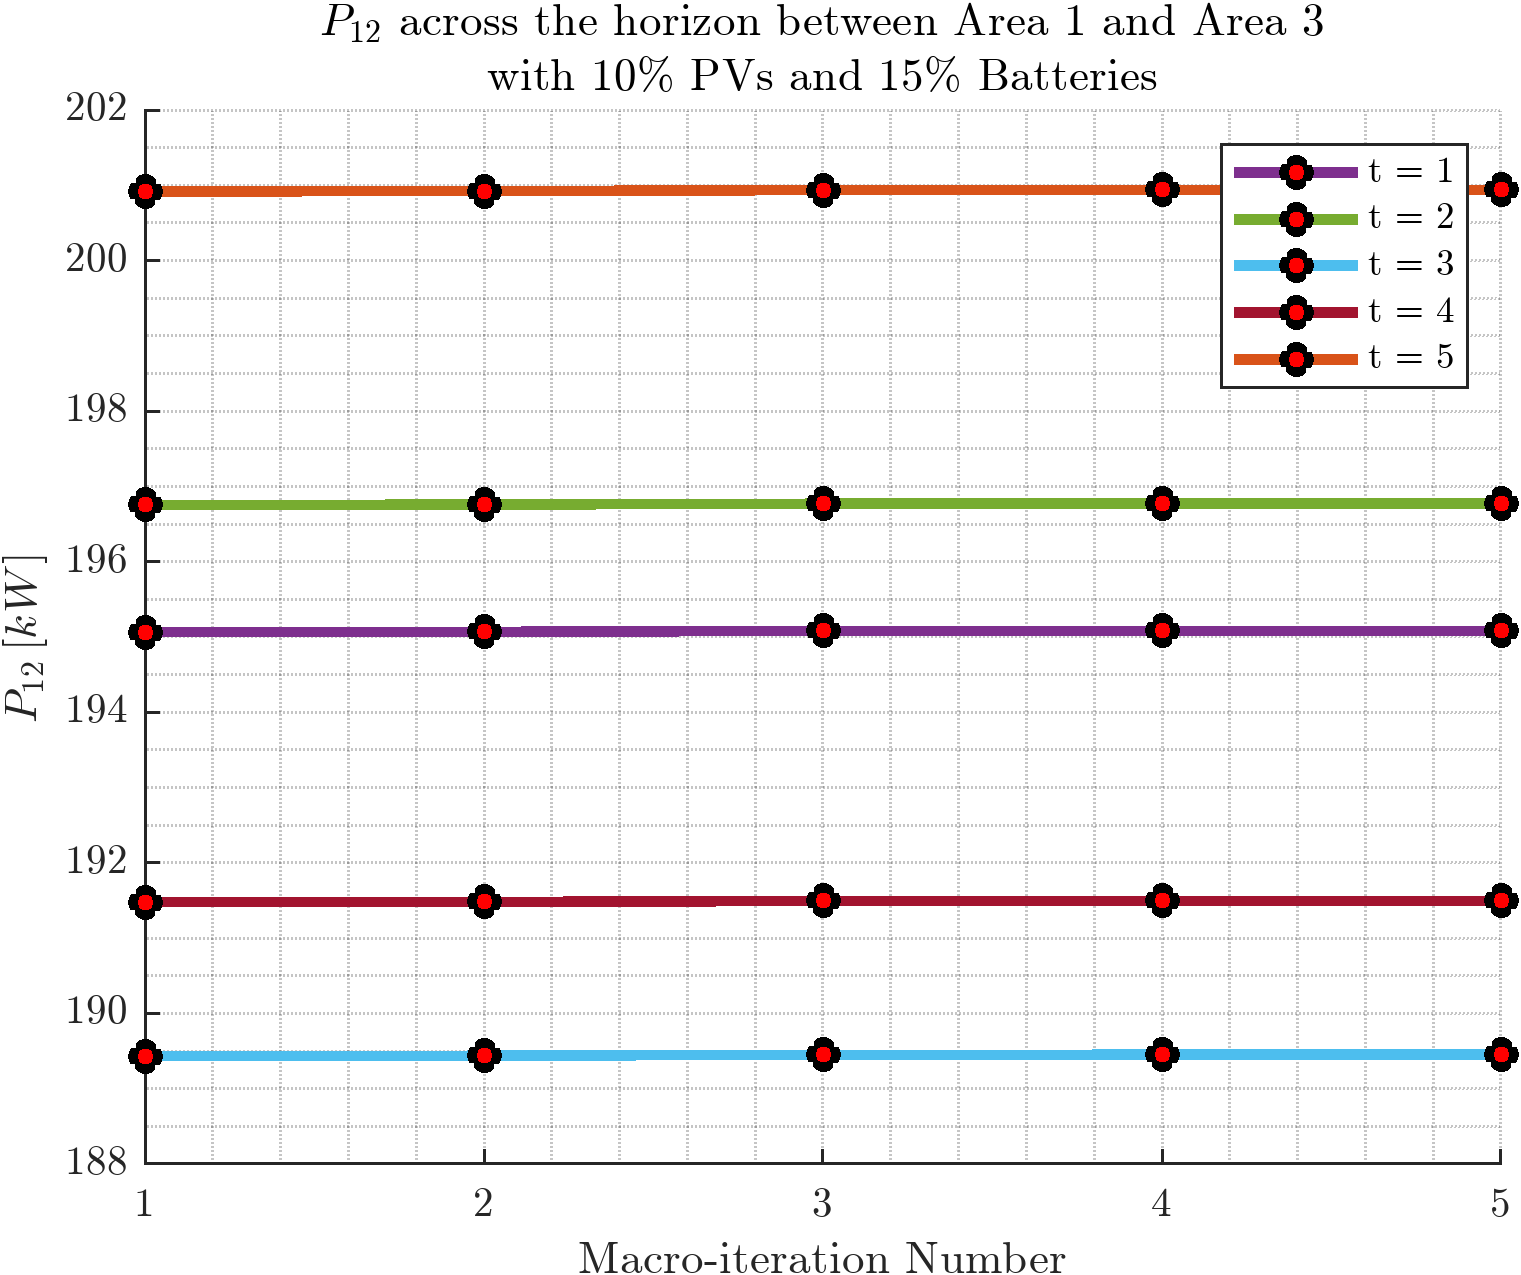 P₁₂ across the horizon between Area 1 and Area 3
with 10% PVs and 15% Batteries
202
200
198
196
194
192
190
188
P₁₂ [kW]
t = 1
t = 2
t = 3
t = 4
t = 5
1
2
3
4
5
Macro-iteration Number